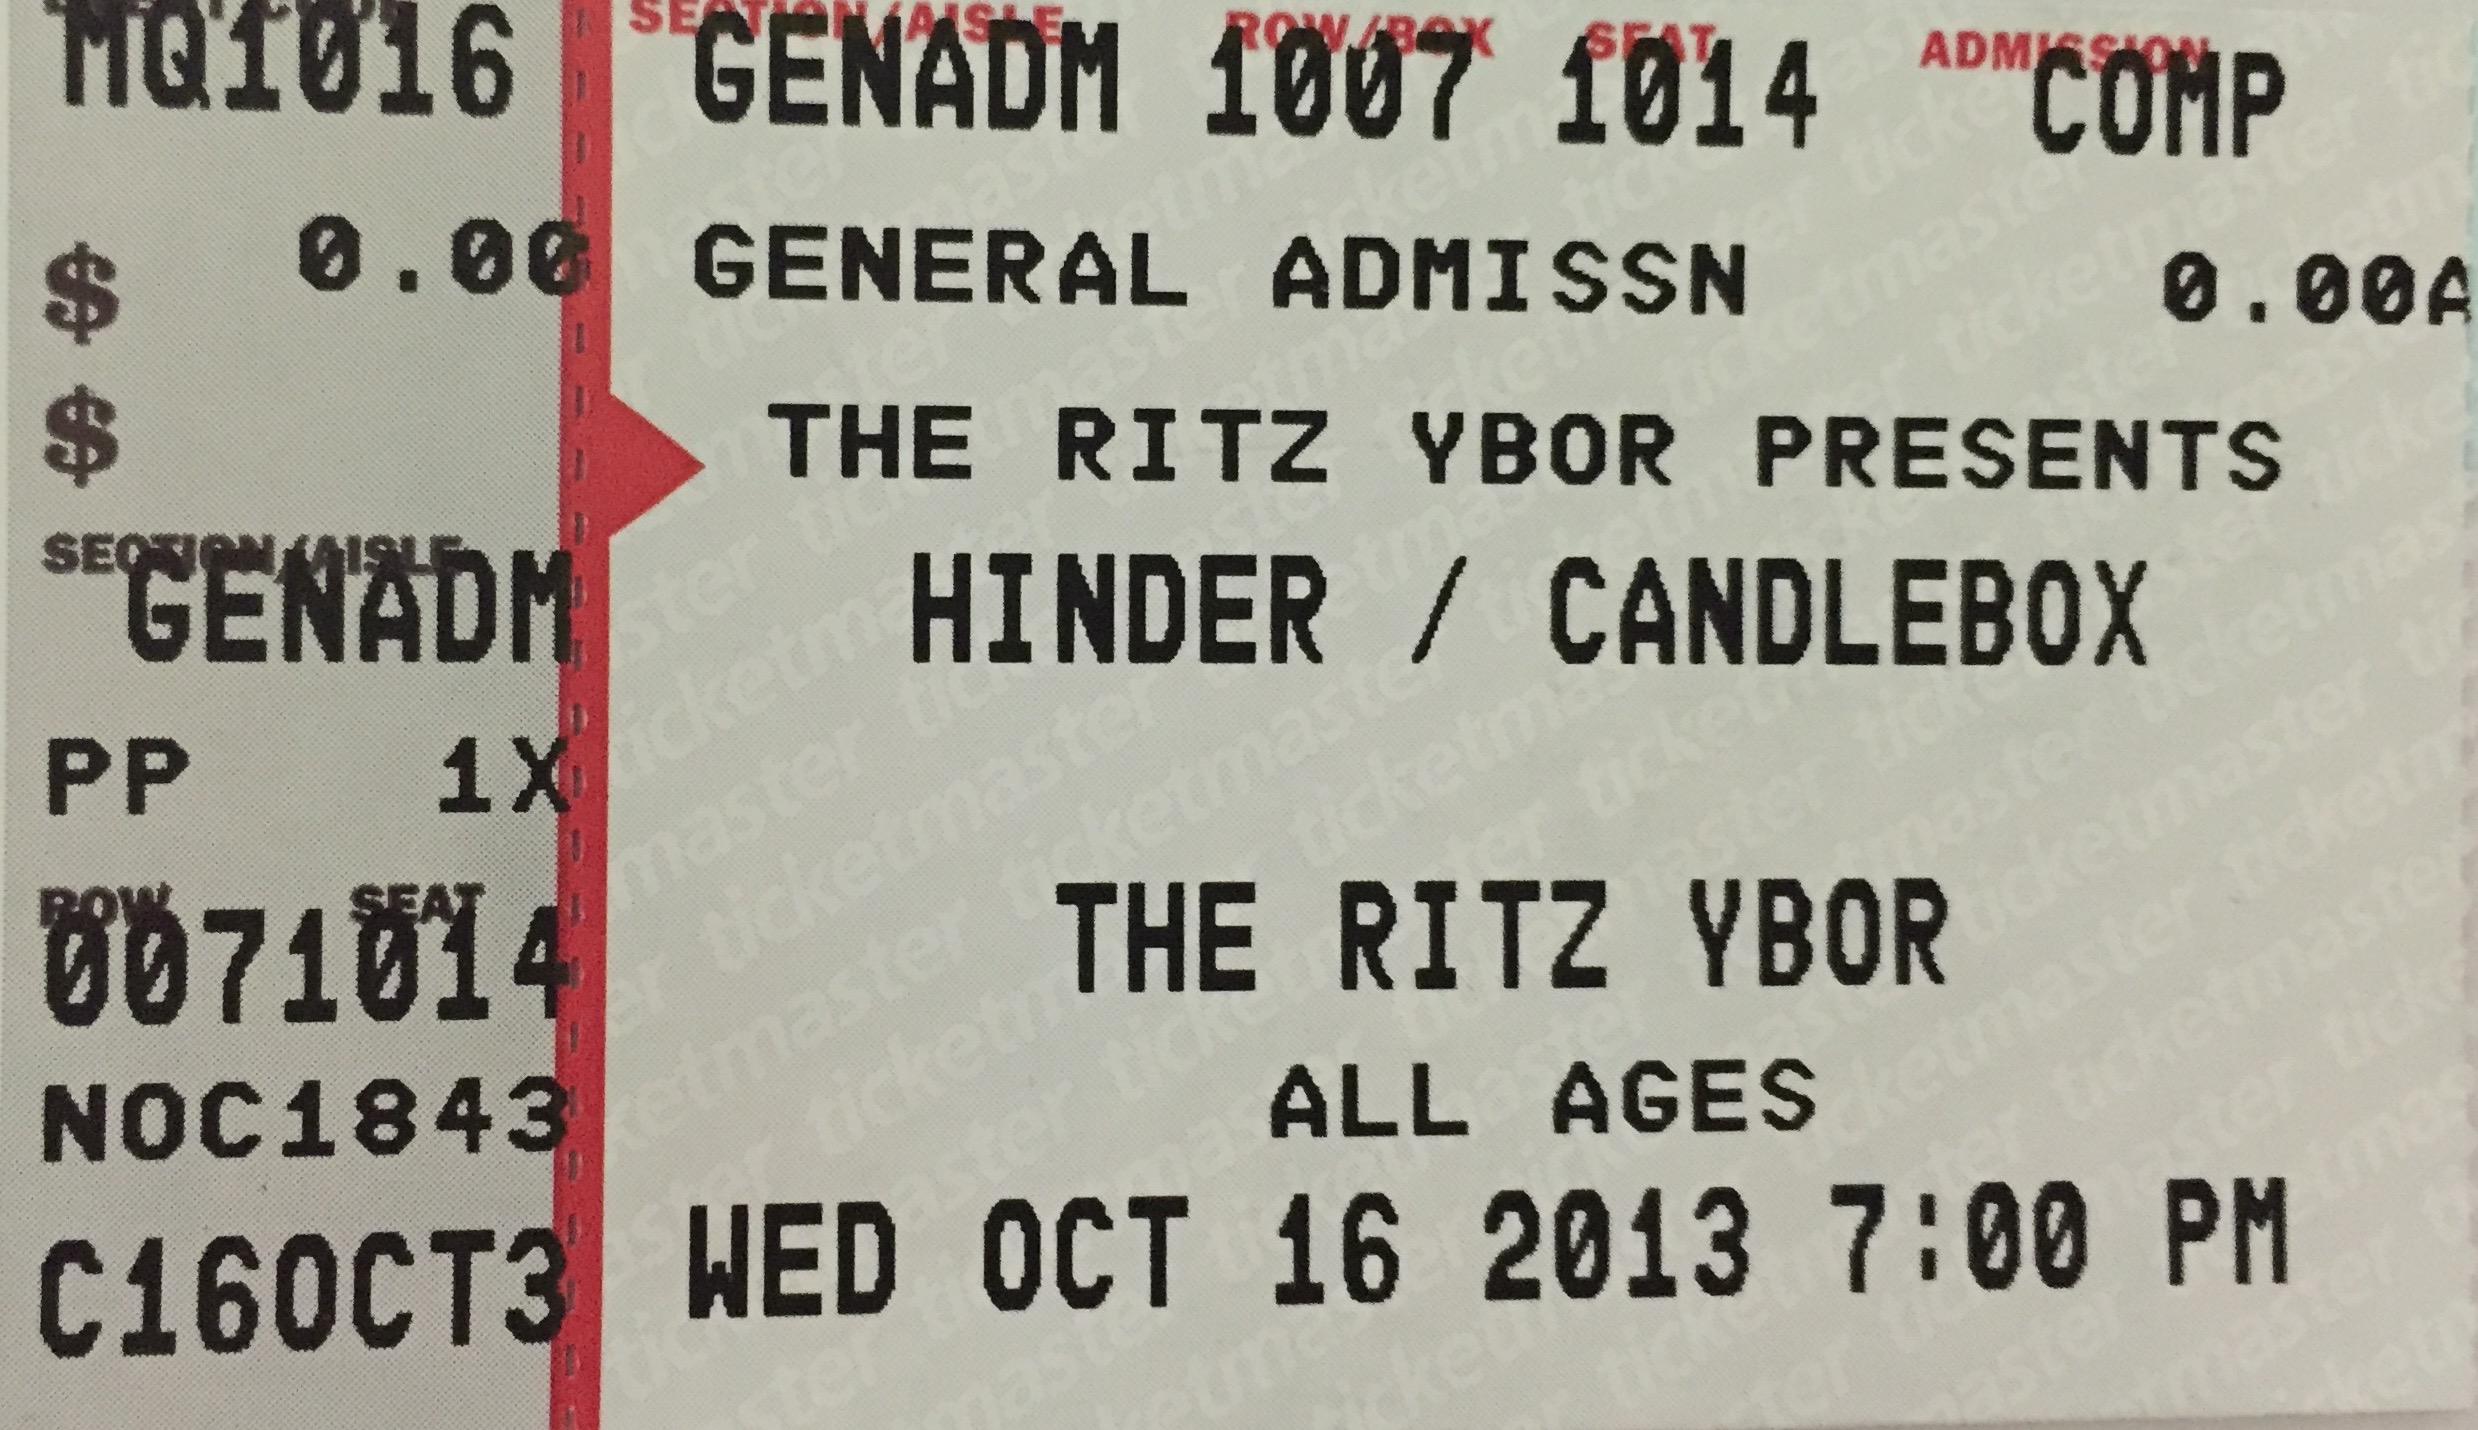 MQ1016
$ 0.00
$
SECTION/AISLE
GENADM
PP 1X
ROW SEAT
0071014
NOC1843
C16OCT3
SECTION/AISLE ROW/BOX SEAT ADMISSION
GENADM 1007 1014 COMP
GENERAL ADMISSN 0.00A
THE RITZ YBOR PRESENTS
HINDER / CANDLEBOX
THE RITZ YBOR
ALL AGES
WED OCT 16 2013 7:00 PM